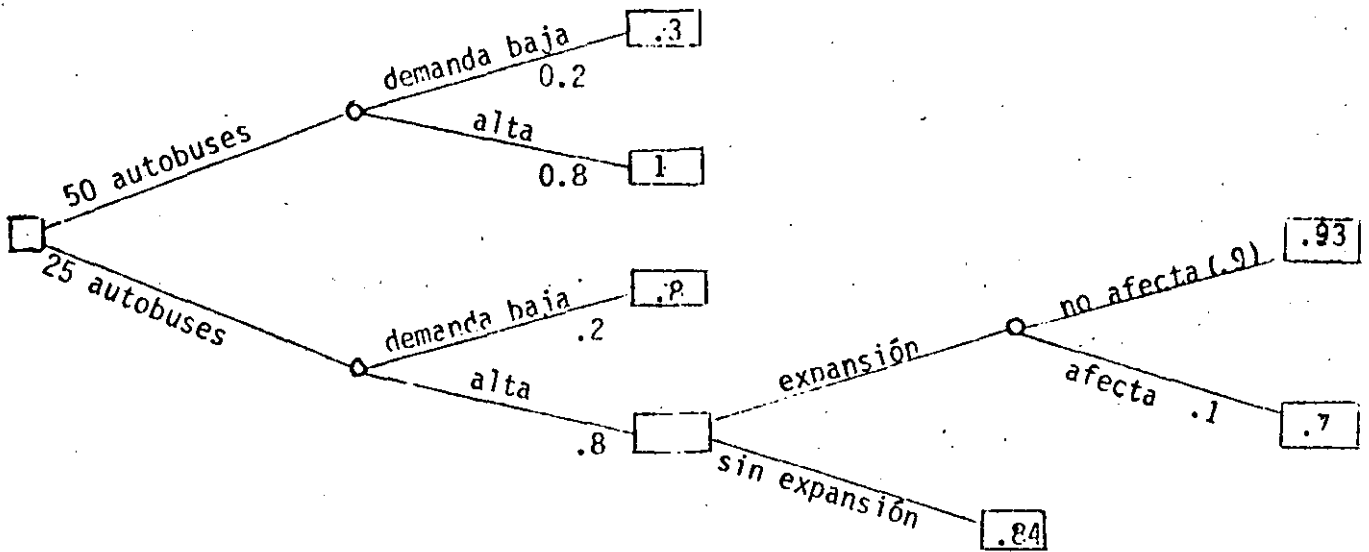 demanda baja
.3
0.2
50 autobuses
alta
0.8
1
25 autobuses
demanda baja
.8
.2
alta
.8
expansión
no afecta (.9)
.93
afecta .1
.7
sin expansión
.84